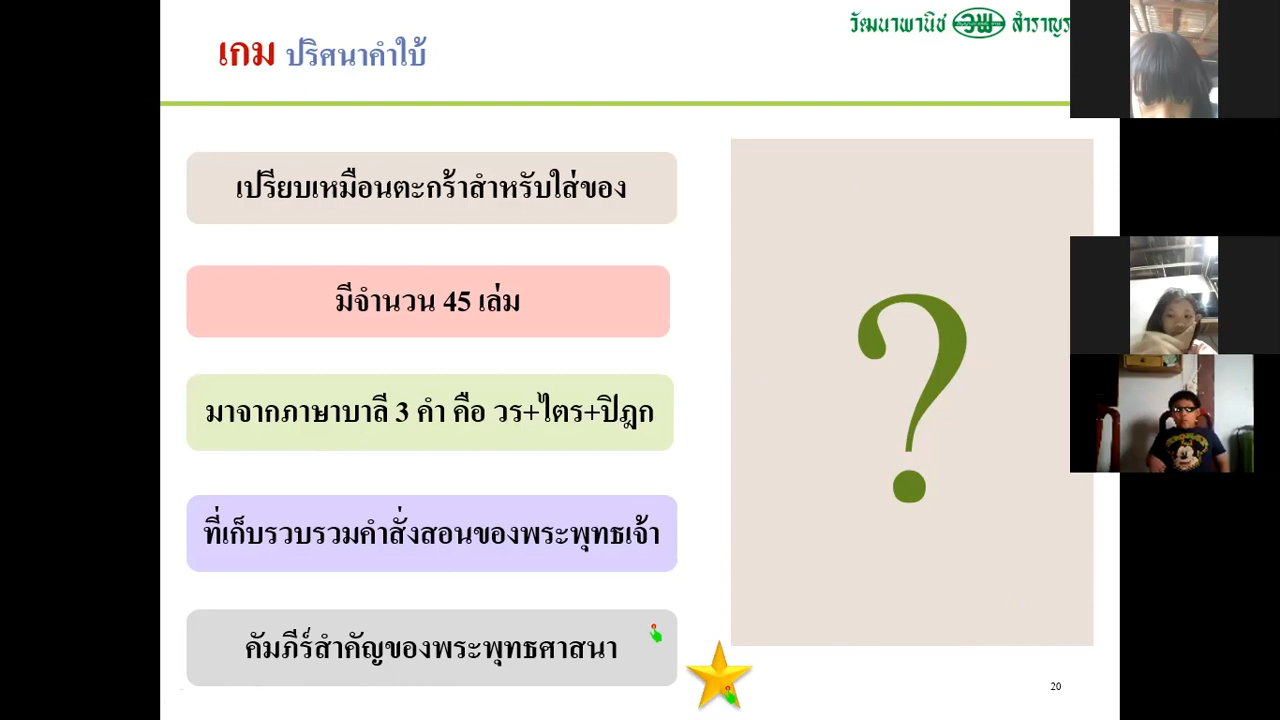 วัฒนาพานิช วพ สำราญร
เกม ปริศนาคำใบ้
เปรียบเหมือนตะกร้าสำหรับใส่ของ
มีจำนวน 45 เล่ม
มาจากภาษาบาลี 3 คำ คือ วร+ไตร+ปิฎก
ที่เก็บรวบรวมคำสั่งสอนของพระพุทธเจ้า
คัมภีร์สำคัญของพระพุทธศาสนา
?
20